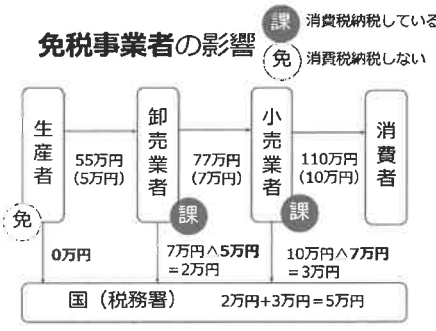 課 消費税納税している
免税事業者の影響
免 消費税納税しない
生産者
卸売業者
小売業者
消費者
55万円
(5万円)
77万円
(7万円)
110万円
(10万円)
免
課
課
0万円
7万円^5万円
=2万円
10万円^7万円
=3万円
国(税務署) 2万円+3万円=5万円